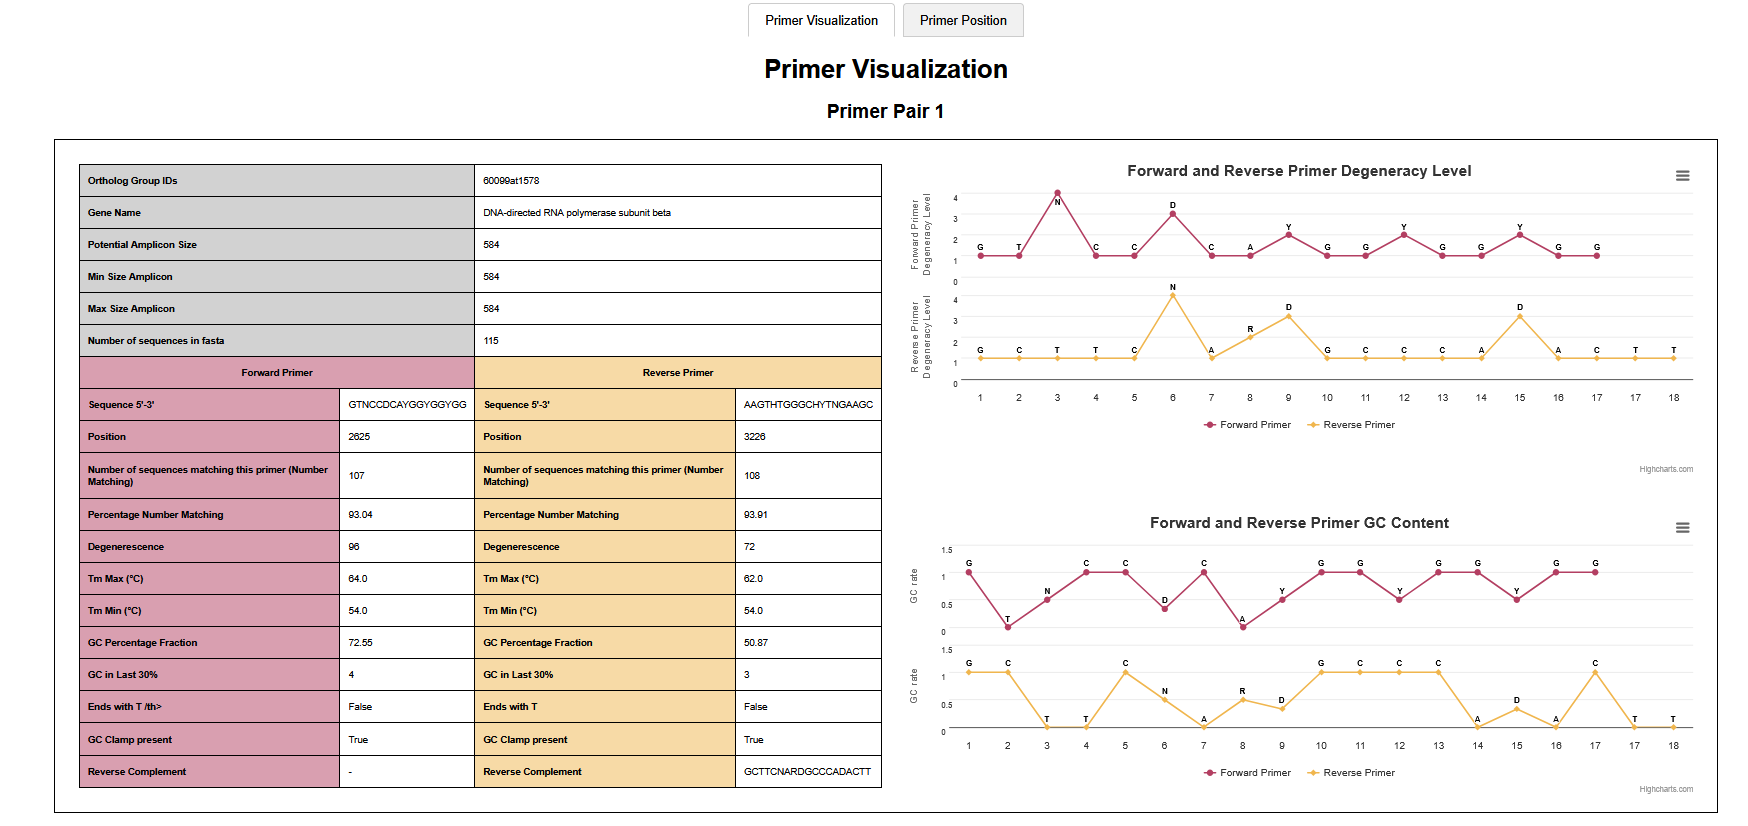 Primer Visualization
Primer Position
Primer Visualization
Primer Pair 1
Ortholog Group IDs 60099at1578
Gene Name DNA-directed RNA polymerase subunit beta
Potential Amplicon Size 584
Min Size Amplicon 584
Max Size Amplicon 584
Number of sequences in fasta 115
Forward Primer Reverse Primer
Sequence 5'-3' GTNCCDCAYGGYGGYGG Sequence 5'-3' AAGTHTGGGCHYTNGAAGC
Position 2625 Position 3226
Number of sequences matching this primer (Number
Matching) 107 Number of sequences matching this primer (Number
Matching) 108
Percentage Number Matching 93.04 Percentage Number Matching 93.91
Degenerescence 96 Degenerescence 72
Tm Max (°C) 64.0 Tm Max (°C) 62.0
Tm Min (°C) 54.0 Tm Min (°C) 54.0
GC Percentage Fraction 72.55 GC Percentage Fraction 50.87
GC in Last 30% 4 GC in Last 30% 3
Ends with T /th> False Ends with T False
GC Clamp present True GC Clamp present True
Reverse Complement - Reverse Complement GCTTCNARDGCCCADACTT
Forward and Reverse Primer Degeneracy Level
Forward Primer
Degeneracy Level
4
3
2
1
0
G T N C C D C A Y G G Y G G Y G G
Reverse Primer
Degeneracy Level
4
3
2
1
0
G C T T C N A R D G C C C A D A C T T
1 2 3 4 5 6 7 8 9 10 11 12 13 14 15 16 17 17 18
Forward Primer Reverse Primer
Highcharts.com
Forward and Reverse Primer GC Content
GC rate
1.5
1
0.5
0
G T N C C D C A Y G G Y G G Y G G
GC rate
1.5
1
0.5
0
G C T T C N A R D G C C C A D A C T T
1 2 3 4 5 6 7 8 9 10 11 12 13 14 15 16 17 17 18
Forward Primer Reverse Primer
Highcharts.com